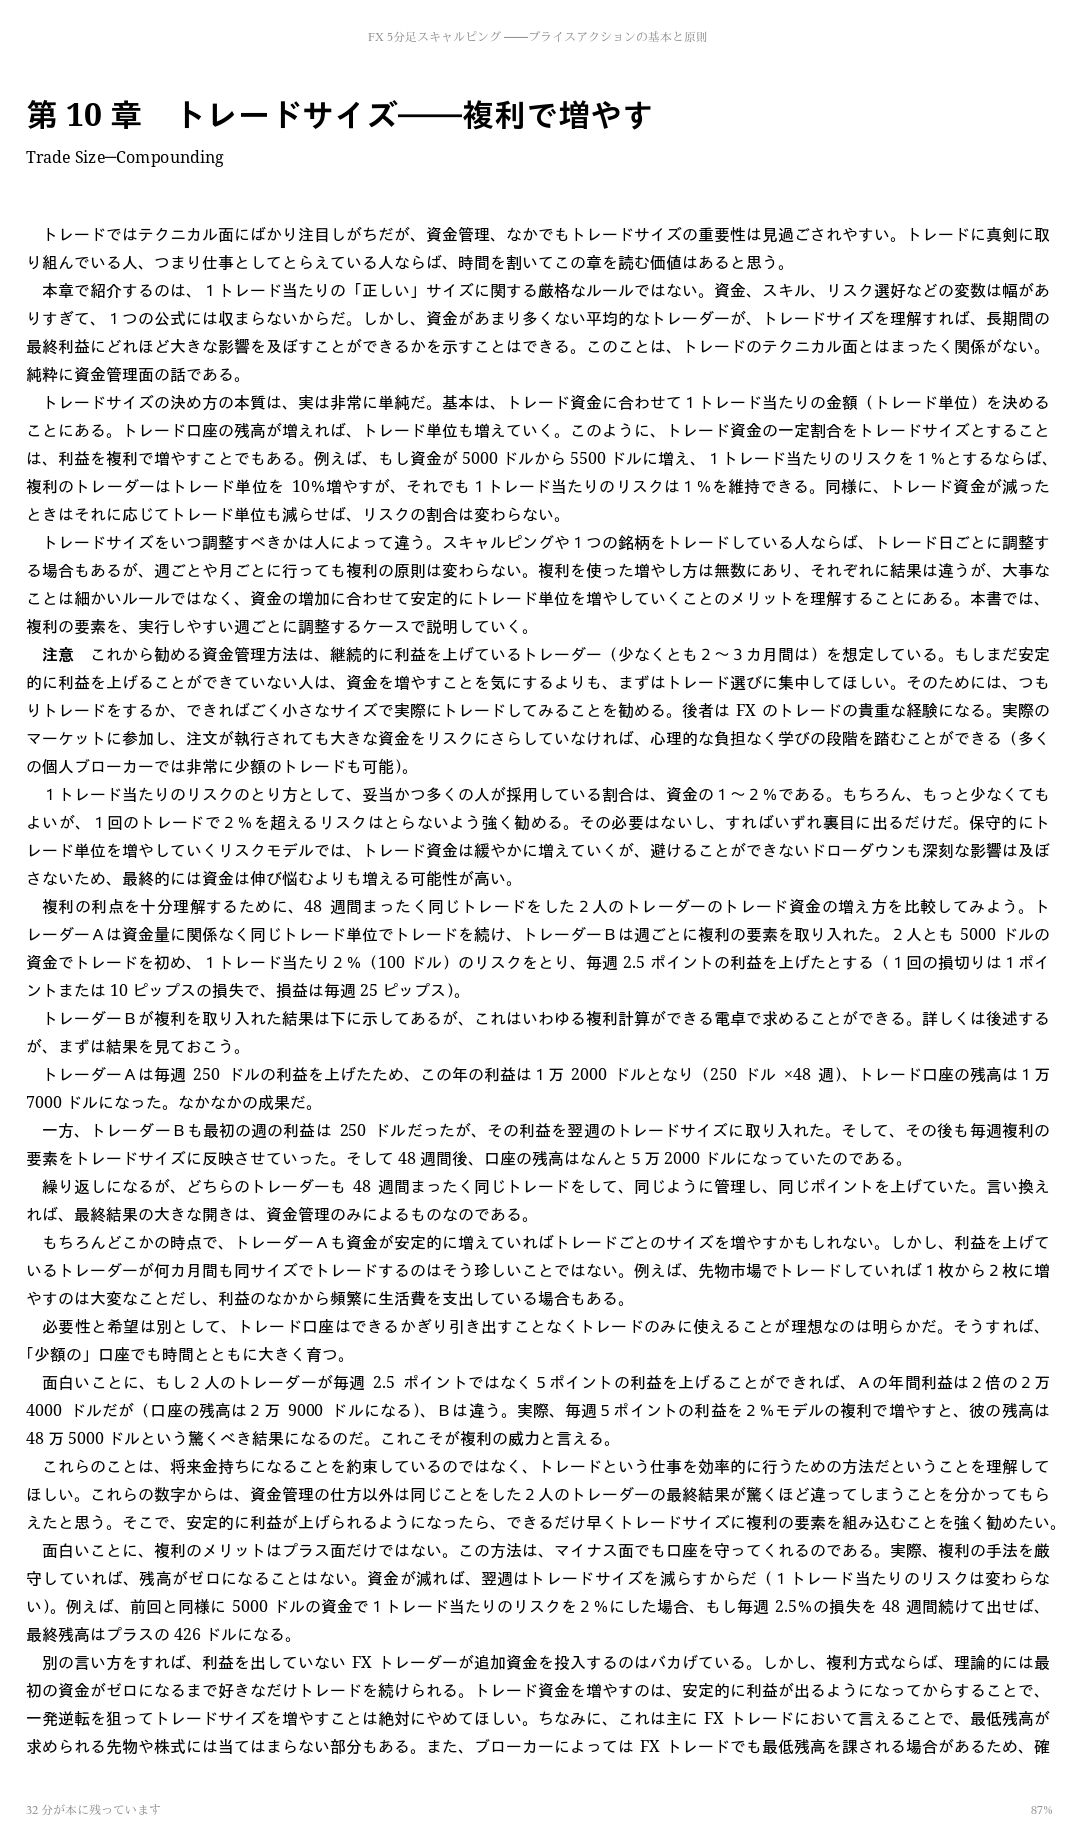 FX 5分足スキャルピング ――プライスアクションの基本と原則
第 10 章　トレードサイズ――複利で増やす
Trade Size─Compounding
トレードではテクニカル面にばかり注目しがちだが、資金管理、なかでもトレードサイズの重要性は見過ごされやすい。トレードに真剣に取
り組んでいる人、つまり仕事としてとらえている人ならば、時間を割いてこの章を読む価値はあると思う。
本章で紹介するのは、１トレード当たりの「正しい」サイズに関する厳格なルールではない。資金、スキル、リスク選好などの変数は幅があ
りすぎて、１つの公式には収まらないからだ。しかし、資金があまり多くない平均的なトレーダーが、トレードサイズを理解すれば、長期間の
最終利益にどれほど大きな影響を及ぼすことができるかを示すことはできる。このことは、トレードのテクニカル面とはまったく関係がない。
純粋に資金管理面の話である。
トレードサイズの決め方の本質は、実は非常に単純だ。基本は、トレード資金に合わせて１トレード当たりの金額（トレード単位）を決める
ことにある。トレード口座の残高が増えれば、トレード単位も増えていく。このように、トレード資金の一定割合をトレードサイズとすること
は、利益を複利で増やすことでもある。例えば、もし資金が 5000 ドルから 5500 ドルに増え、１トレード当たりのリスクを１％とするならば、
複利のトレーダーはトレード単位を 10％増やすが、それでも１トレード当たりのリスクは１％を維持できる。同様に、トレード資金が減った
ときはそれに応じてトレード単位も減らせば、リスクの割合は変わらない。
トレードサイズをいつ調整すべきかは人によって違う。スキャルピングや１つの銘柄をトレードしている人ならば、トレード日ごとに調整す
る場合もあるが、週ごとや月ごとに行っても複利の原則は変わらない。複利を使った増やし方は無数にあり、それぞれに結果は違うが、大事な
ことは細かいルールではなく、資金の増加に合わせて安定的にトレード単位を増やしていくことのメリットを理解することにある。本書では、
複利の要素を、実行しやすい週ごとに調整するケースで説明していく。
注意　これから勧める資金管理方法は、継続的に利益を上げているトレーダー（少なくとも２～３カ月間は）を想定している。もしまだ安定
的に利益を上げることができていない人は、資金を増やすことを気にするよりも、まずはトレード選びに集中してほしい。そのためには、つも
りトレードをするか、できればごく小さなサイズで実際にトレードしてみることを勧める。後者は FX のトレードの貴重な経験になる。実際の
マーケットに参加し、注文が執行されても大きな資金をリスクにさらしていなければ、心理的な負担なく学びの段階を踏むことができる（多く
の個人ブローカーでは非常に少額のトレードも可能）。
１トレード当たりのリスクのとり方として、妥当かつ多くの人が採用している割合は、資金の１～２％である。もちろん、もっと少なくても
よいが、１回のトレードで２％を超えるリスクはとらないよう強く勧める。その必要はないし、すればいずれ裏目に出るだけだ。保守的にト
レード単位を増やしていくリスクモデルでは、トレード資金は緩やかに増えていくが、避けることができないドローダウンも深刻な影響は及ぼ
さないため、最終的には資金は伸び悩むよりも増える可能性が高い。
複利の利点を十分理解するために、48 週間まったく同じトレードをした２人のトレーダーのトレード資金の増え方を比較してみよう。ト
レーダーＡは資金量に関係なく同じトレード単位でトレードを続け、トレーダーＢは週ごとに複利の要素を取り入れた。２人とも 5000 ドルの
資金でトレードを初め、１トレード当たり２％（100 ドル）のリスクをとり、毎週 2.5 ポイントの利益を上げたとする（１回の損切りは１ポイ
ントまたは 10 ピップスの損失で、損益は毎週 25 ピップス）。
トレーダーＢが複利を取り入れた結果は下に示してあるが、これはいわゆる複利計算ができる電卓で求めることができる。詳しくは後述する
が、まずは結果を見ておこう。
トレーダーＡは毎週 250 ドルの利益を上げたため、この年の利益は１万 2000 ドルとなり（250 ドル ×48 週）、トレード口座の残高は１万
7000 ドルになった。なかなかの成果だ。
一方、トレーダーＢも最初の週の利益は 250 ドルだったが、その利益を翌週のトレードサイズに取り入れた。そして、その後も毎週複利の
要素をトレードサイズに反映させていった。そして 48 週間後、口座の残高はなんと５万 2000 ドルになっていたのである。
繰り返しになるが、どちらのトレーダーも 48 週間まったく同じトレードをして、同じように管理し、同じポイントを上げていた。言い換え
れば、最終結果の大きな開きは、資金管理のみによるものなのである。
もちろんどこかの時点で、トレーダーＡも資金が安定的に増えていればトレードごとのサイズを増やすかもしれない。しかし、利益を上げて
いるトレーダーが何カ月間も同サイズでトレードするのはそう珍しいことではない。例えば、先物市場でトレードしていれば１枚から２枚に増
やすのは大変なことだし、利益のなかから頻繁に生活費を支出している場合もある。
必要性と希望は別として、トレード口座はできるかぎり引き出すことなくトレードのみに使えることが理想なのは明らかだ。そうすれば、
「少額の」口座でも時間とともに大きく育つ。
面白いことに、もし２人のトレーダーが毎週 2.5 ポイントではなく５ポイントの利益を上げることができれば、Ａの年間利益は２倍の２万
4000 ドルだが（口座の残高は２万 9000 ドルになる）、Ｂは違う。実際、毎週５ポイントの利益を２％モデルの複利で増やすと、彼の残高は
48 万 5000 ドルという驚くべき結果になるのだ。これこそが複利の威力と言える。
これらのことは、将来金持ちになることを約束しているのではなく、トレードという仕事を効率的に行うための方法だということを理解して
ほしい。これらの数字からは、資金管理の仕方以外は同じことをした２人のトレーダーの最終結果が驚くほど違ってしまうことを分かってもら
えたと思う。そこで、安定的に利益が上げられるようになったら、できるだけ早くトレードサイズに複利の要素を組み込むことを強く勧めたい。
面白いことに、複利のメリットはプラス面だけではない。この方法は、マイナス面でも口座を守ってくれるのである。実際、複利の手法を厳
守していれば、残高がゼロになることはない。資金が減れば、翌週はトレードサイズを減らすからだ（１トレード当たりのリスクは変わらな
い）。例えば、前回と同様に 5000 ドルの資金で１トレード当たりのリスクを２％にした場合、もし毎週 2.5％の損失を 48 週間続けて出せば、
最終残高はプラスの 426 ドルになる。
別の言い方をすれば、利益を出していない FX トレーダーが追加資金を投入するのはバカげている。しかし、複利方式ならば、理論的には最
初の資金がゼロになるまで好きなだけトレードを続けられる。トレード資金を増やすのは、安定的に利益が出るようになってからすることで、
一発逆転を狙ってトレードサイズを増やすことは絶対にやめてほしい。ちなみに、これは主に FX トレードにおいて言えることで、最低残高が
求められる先物や株式には当てはまらない部分もある。また、ブローカーによっては FX トレードでも最低残高を課される場合があるため、確
32 分が本に残っています
87%